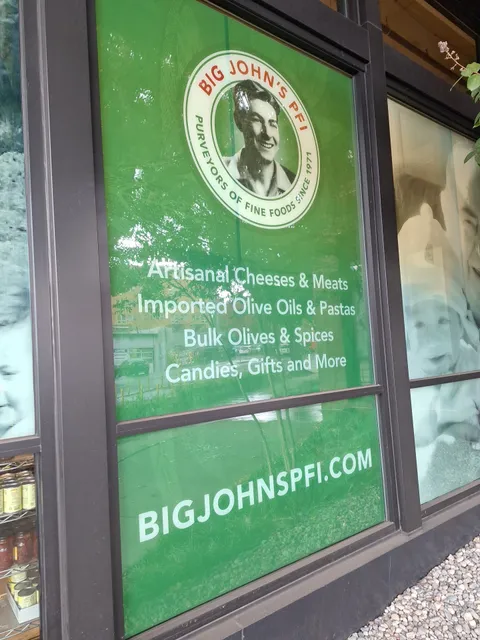 BIG JOHN'S PFI
PURVEYORS OF FINE FOODS SINCE 1971
Artisanal Cheeses & Meats
Imported Olive Oils & Pastas
Bulk Olives & Spices
Candies, Gifts and More
BIGJOHNSPFI.COM